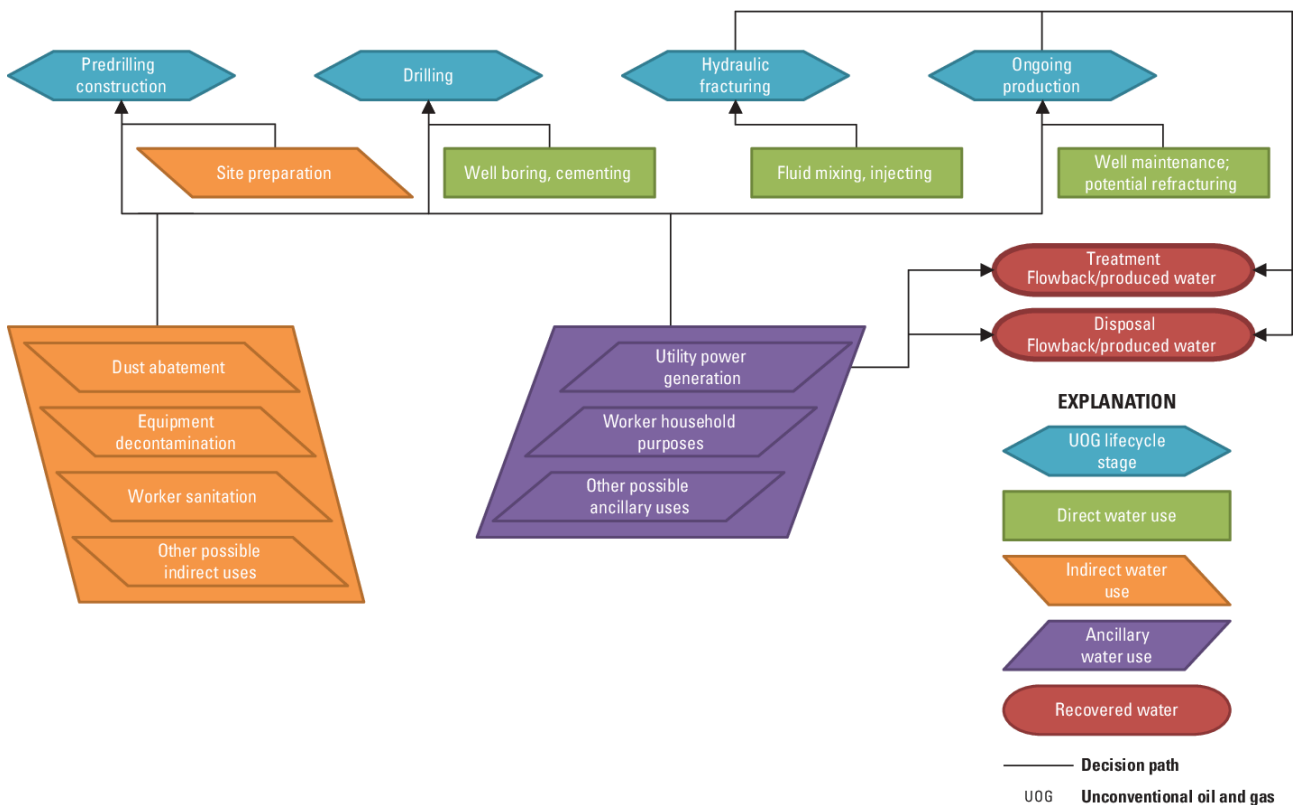 Predrilling
construction
Drilling
Hydraulic
fracturing
Ongoing
production
Site preparation
Well boring, cementing
Fluid mixing, injecting
Well maintenance;
potential refracturing
Treatment
Flowback/produced water
Disposal
Flowback/produced water
Dust abatement
Equipment
decontamination
Worker sanitation
Other possible
indirect uses
Utility power
generation
Worker household
purposes
Other possible
ancillary uses
EXPLANATION
UOG lifecycle
stage
Direct water use
Indirect water
use
Ancillary
water use
Recovered water
Decision path
UOG Unconventional oil and gas